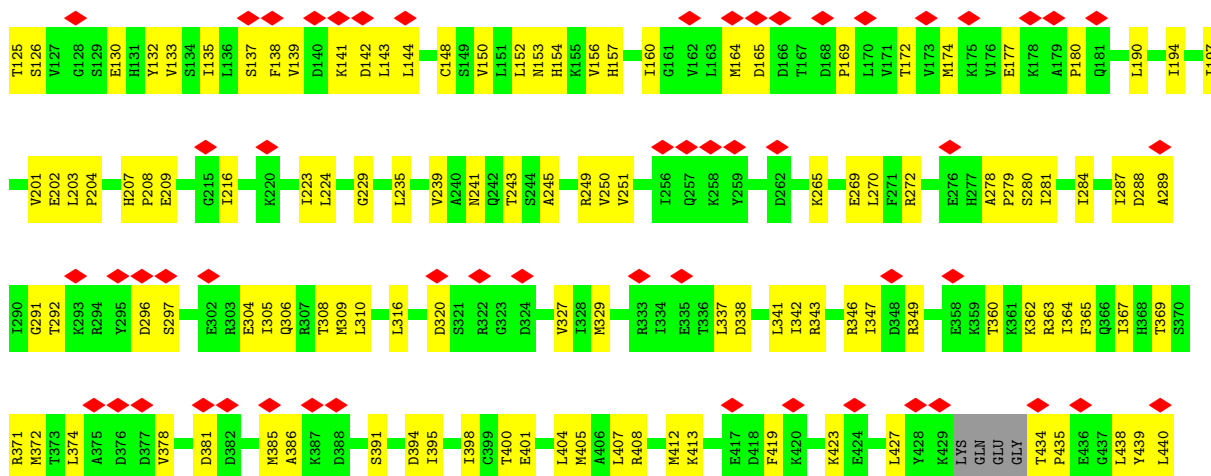 T125 S126 V127 G128 S129 E130 H131 Y132 V133 S134 I135 L136 S137 F138 V139 D140 K141 D142 L143 L144 C148 S149 V150 L151 L152 N153 H154 K155 V156 H157 I160 G161 V162 L163 M164 D165 D166 T167 D168 P169 L170 V171 T172 V173 M174 K175 V176 E177 K178 A179 P180 Q181 L190 I194 I197
V201 E202 L203 P204 H207 P208 E209 G215 I216 K220 I223 L224 G229 L235 V239 A240 N241 Q242 T243 S244 A245 R249 V250 V251 I256 Q257 K258 Y259 D262 K265 E269 L270 F271 R272 E276 H277 A278 P279 S280 I281 I284 I287 D288 A289
I290 G291 T292 K293 R294 Y295 D296 S297 E302 R303 E304 I305 Q306 R307 T308 M309 L310 L316 D320 S321 R322 G323 D324 V327 I328 M329 R333 I334 E335 T336 L337 D338 L341 I342 R343 R346 I347 D348 R349 E358 K359 T360 K361 K362 R363 I364 F365 Q366 I367 H368 T369 S370
R371 M372 T373 L374 A375 D376 D377 V378 D381 D382 M385 A386 K387 D388 S391 D394 I395 I398 C399 T400 E401 L404 M405 A406 L407 R408 M412 K413 E417 D418 F419 K420 K423 E424 L427 Y428 K429 LYS GLN GLU GLY T434 P435 E436 G437 L438 Y439 L440